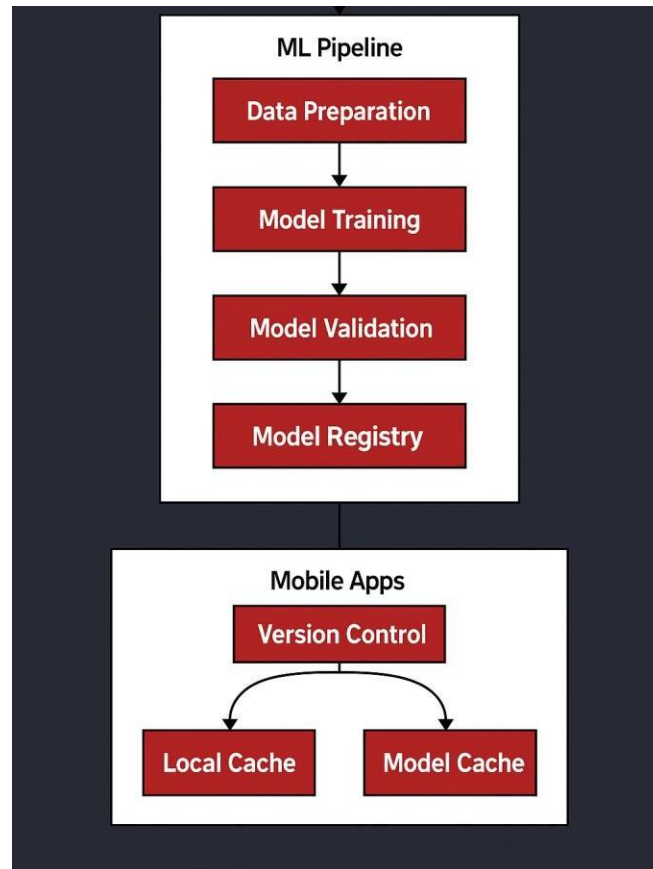 ML Pipeline
Data Preparation
Model Training
Model Validation
Model Registry
Mobile Apps
Version Control
Local Cache
Model Cache